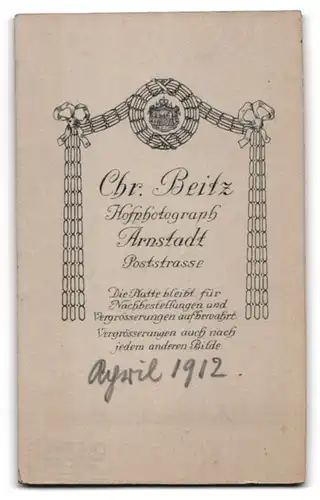 Chr. Beitz
Hofphotograph
Arnstadt
Poststrasse
Die Platte bleibt für
Nachbestellungen und
Vergrösserungen aufbewahrt
Vergrösserungen auch nach
jedem anderen Bilde
April 1912.